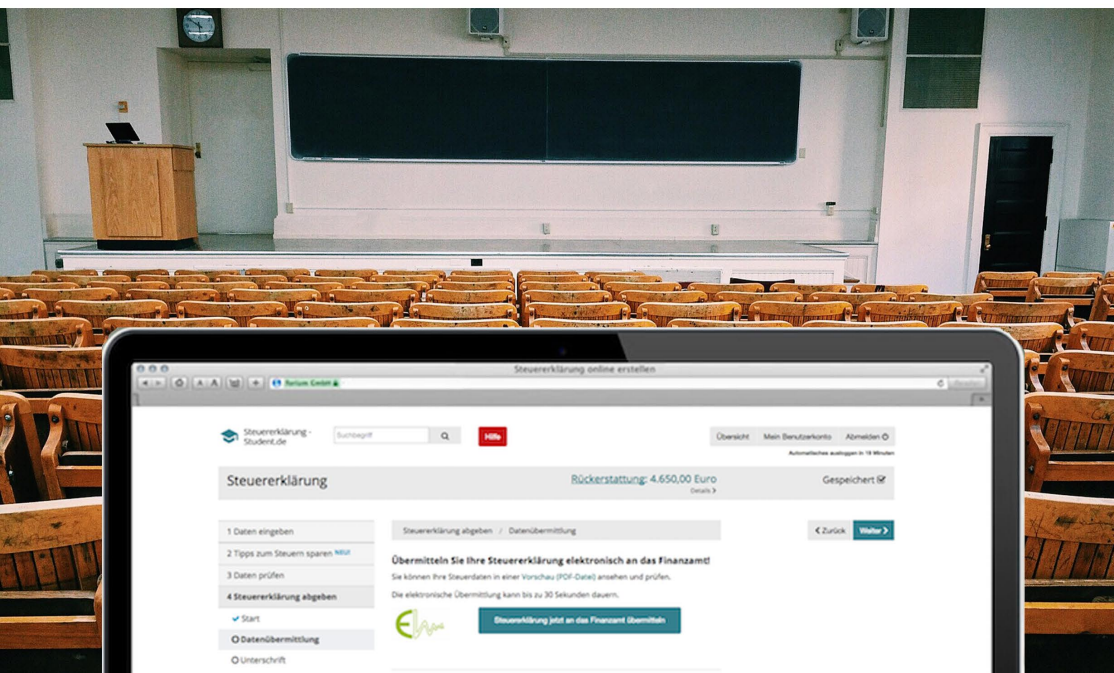 Steuererklärung online erstellen
A A
forium GmbH
Steuererklärung -
Student.de
Suchbegriff
Hilfe
Übersicht Mein Benutzerkonto Abmelden
Automatisches ausloggen in 19 Minuten
Steuererklärung
Rückerstattung: 4.650,00 Euro
Details
Gespeichert
1 Daten eingeben
2 Tipps zum Steuern sparen NEU!
3 Daten prüfen
4 Steuererklärung abgeben
Start
Datenübermittlung
Unterschrift
Steuererklärung abgeben / Datenübermittlung
Zurück Weiter
Übermitteln Sie Ihre Steuererklärung elektronisch an das Finanzamt!
Sie können Ihre Steuerdaten in einer Vorschau (PDF-Datei) ansehen und prüfen.
Die elektronische Übermittlung kann bis zu 30 Sekunden dauern.
Steuererklärung jetzt an das Finanzamt übermitteln